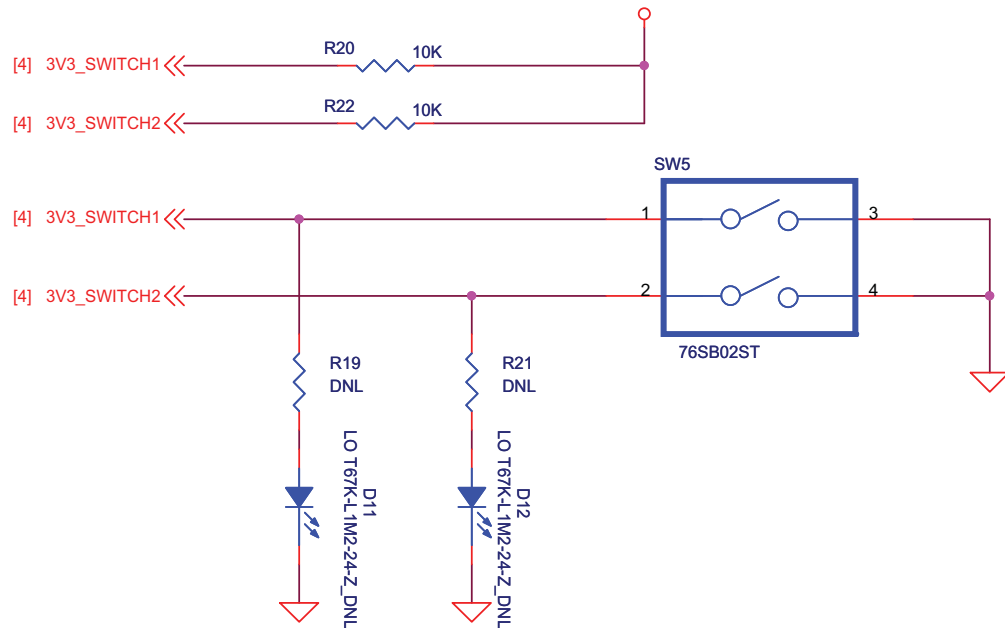 R20 10K
[4] 3V3_SWITCH1
R22 10K
[4] 3V3_SWITCH2
SW5
[4] 3V3_SWITCH1 1 3
[4] 3V3_SWITCH2 2 4
76SB02ST
R19
DNL
R21
DNL
D11
LO T67K-L1M2-24-Z_DNL
D12
LO T67K-L1M2-24-Z_DNL